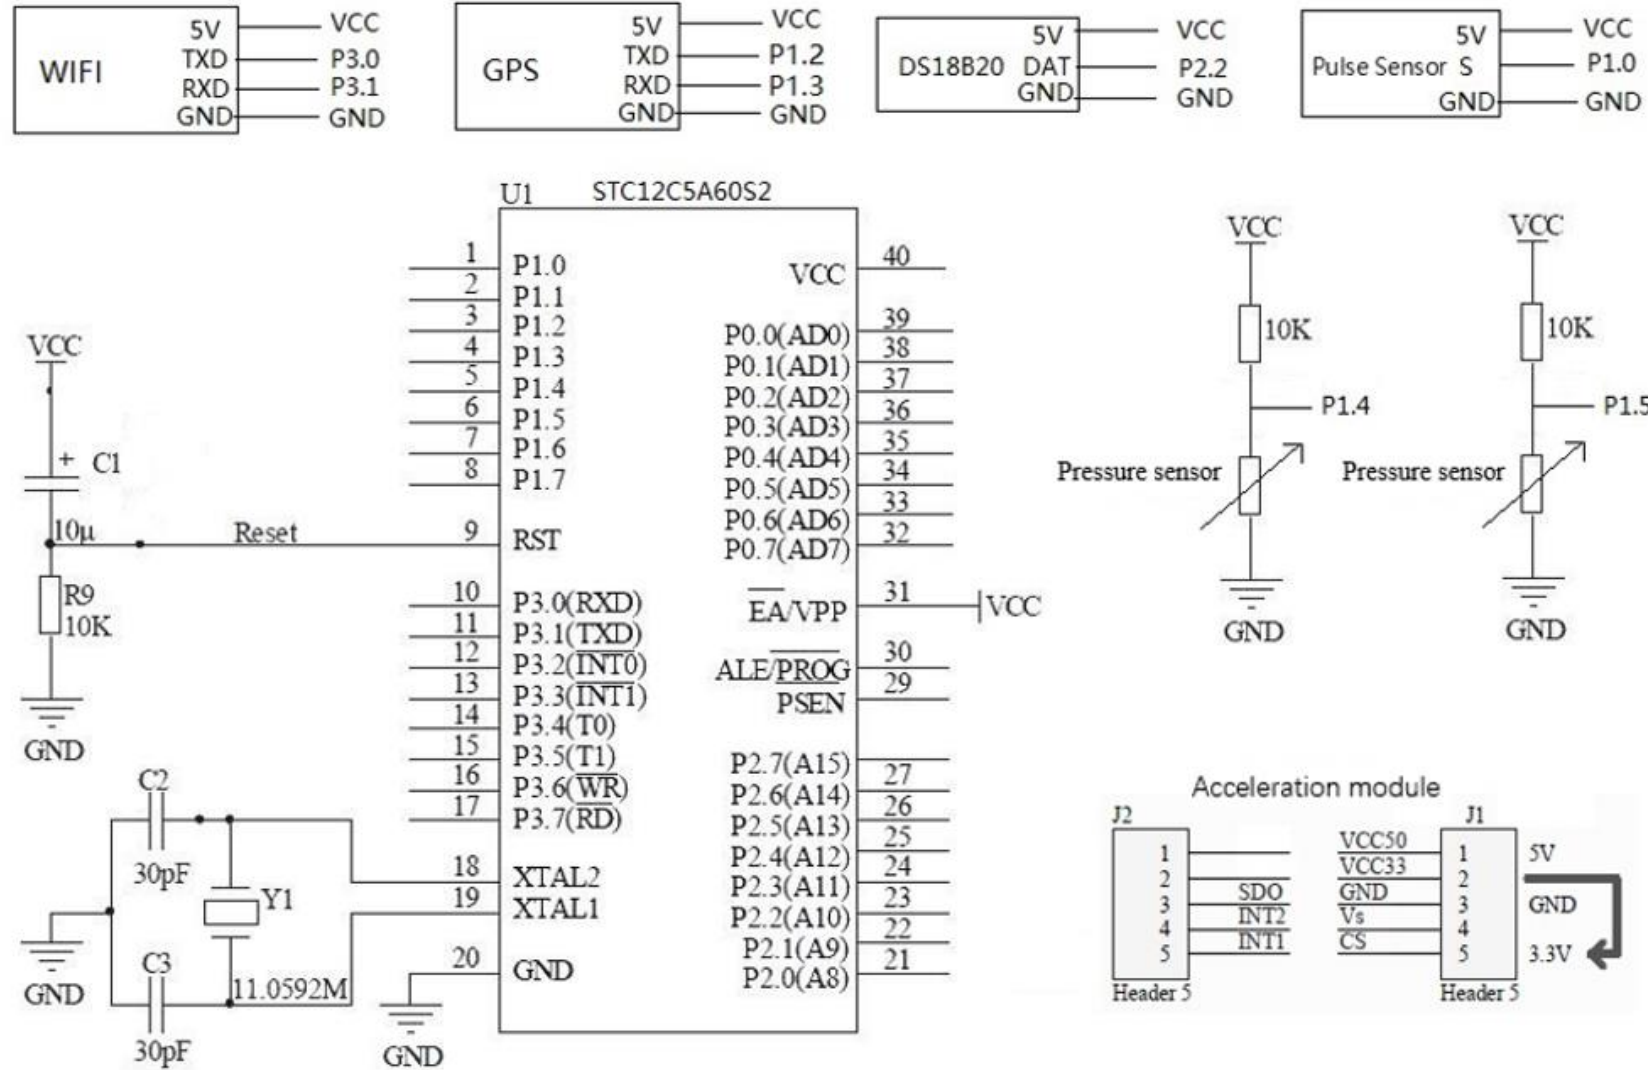 WIFI
5V
TXD
RXD
GND
VCC
P3.0
P3.1
GND
GPS
5V
TXD
RXD
GND
VCC
P1.2
P1.3
GND
DS18B20
5V
DAT
GND
VCC
P2.2
GND
Pulse Sensor
5V
S
GND
VCC
P1.0
GND
U1
STC12C5A60S2
1 P1.0
2 P1.1
3 P1.2
4 P1.3
5 P1.4
6 P1.5
7 P1.6
8 P1.7
Reset 9 RST
10 P3.0(RXD)
11 P3.1(TXD)
12 P3.2(INT0)
13 P3.3(INT1)
14 P3.4(T0)
15 P3.5(T1)
16 P3.6(WR)
17 P3.7(RD)
18 XTAL2
19 XTAL1
20 GND
GND
VCC 40
P0.0(AD0) 39
P0.1(AD1) 38
P0.2(AD2) 37
P0.3(AD3) 36
P0.4(AD4) 35
P0.5(AD5) 34
P0.6(AD6) 33
P0.7(AD7) 32
EA/VPP 31 VCC
ALE/PROG 30
PSEN 29
P2.7(A15)
P2.6(A14) 27
P2.5(A13) 26
P2.4(A12) 25
P2.3(A11) 24
P2.2(A10) 23
P2.1(A9) 22
P2.0(A8) 21
VCC
+ C1
10μ
R9
10K
GND
C2
30pF
Y1
11.0592M
GND
C3
30pF
VCC
10K
P1.4
Pressure sensor
GND
VCC
10K
P1.5
Pressure sensor
GND
Acceleration module
J2
1
2
3 SDO
4 INT2
5 INT1
Header 5
J1
VCC50 1 5V
VCC33 2
GND 3 GND
Vs 4
CS 5 3.3V
Header 5